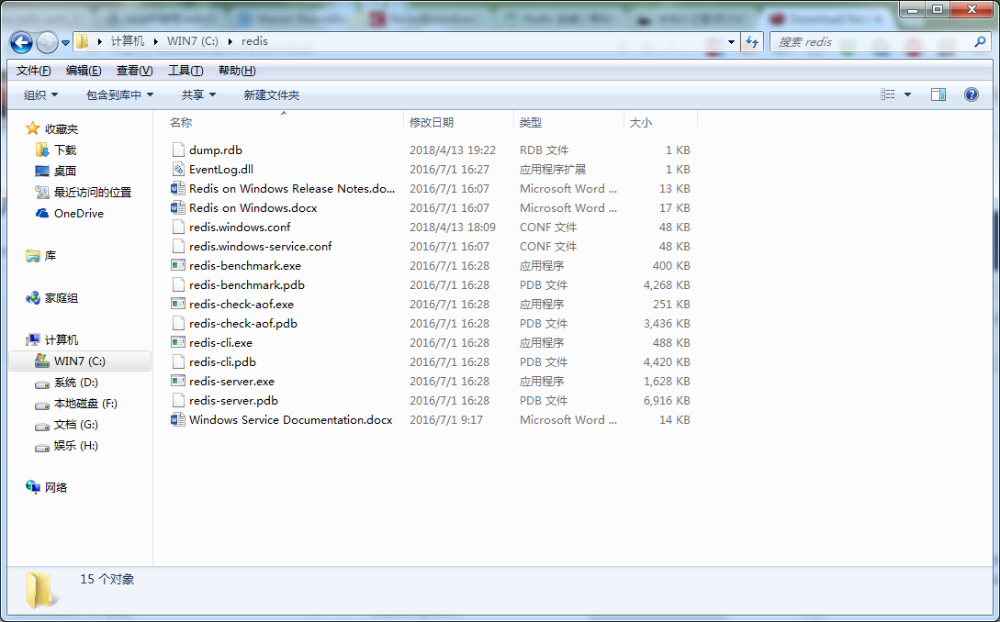 计算机 ▸ WIN7 (C:) ▸ redis
搜索 redis
文件(F) 编辑(E) 查看(V) 工具(T) 帮助(H)
组织 包含到库中 共享 新建文件夹
收藏夹
下载
桌面
最近访问的位置
OneDrive
库
家庭组
计算机
WIN7 (C:)
系统 (D:)
本地磁盘 (F:)
文档 (G:)
娱乐 (H:)
网络
名称 修改日期 类型 大小
dump.rdb 2018/4/13 19:22 RDB 文件 1 KB
EventLog.dll 2016/7/1 16:27 应用程序扩展 1 KB
Redis on Windows Release Notes.do... 2016/7/1 16:07 Microsoft Word ... 13 KB
Redis on Windows.docx 2016/7/1 16:07 Microsoft Word ... 17 KB
redis.windows.conf 2018/4/13 18:09 CONF 文件 48 KB
redis.windows-service.conf 2016/7/1 16:07 CONF 文件 48 KB
redis-benchmark.exe 2016/7/1 16:28 应用程序 400 KB
redis-benchmark.pdb 2016/7/1 16:28 PDB 文件 4,268 KB
redis-check-aof.exe 2016/7/1 16:28 应用程序 251 KB
redis-check-aof.pdb 2016/7/1 16:28 PDB 文件 3,436 KB
redis-cli.exe 2016/7/1 16:28 应用程序 488 KB
redis-cli.pdb 2016/7/1 16:28 PDB 文件 4,420 KB
redis-server.exe 2016/7/1 16:28 应用程序 1,628 KB
redis-server.pdb 2016/7/1 16:28 PDB 文件 6,916 KB
Windows Service Documentation.docx 2016/7/1 9:17 Microsoft Word ... 14 KB
15 个对象